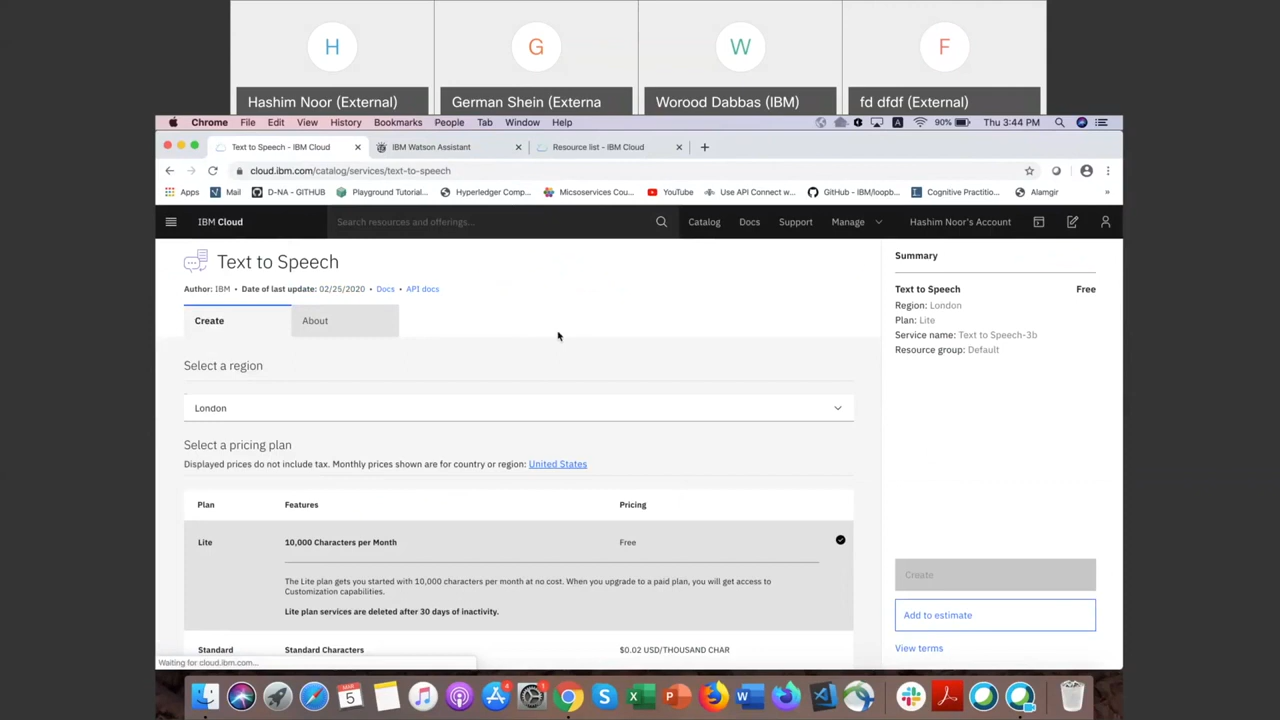 H
G
W
F
Hashim Noor (External)
German Shein (Externa
Worood Dabbas (IBM)
fd dfdf (External)
Chrome File Edit View History Bookmarks People Tab Window Help
A 90% Thu 3:44 PM
Text to Speech - IBM Cloud
IBM Watson Assistant
Resource list - IBM Cloud
cloud.ibm.com/catalog/services/text-to-speech
Apps Mail D-NA - GITHUB Playground Tutorial... Hyperledger Comp... Micsoservices Cou... YouTube Use API Connect w... GitHub - IBM/loopb... Cognitive Practitio... Alamgir »
IBM Cloud Search resources and offerings... Catalog Docs Support Manage Hashim Noor's Account
Text to Speech
Author: IBM • Date of last update: 02/25/2020 • Docs • API docs
Create About
Select a region
London
Select a pricing plan
Displayed prices do not include tax. Monthly prices shown are for country or region: United States
Plan Features Pricing
Lite 10,000 Characters per Month Free
The Lite plan gets you started with 10,000 characters per month at no cost. When you upgrade to a paid plan, you will get access to
Customization capabilities.
Lite plan services are deleted after 30 days of inactivity.
Standard Standard Characters $0.02 USD/THOUSAND CHAR
Waiting for cloud.ibm.com...
Summary
Text to Speech Free
Region: London
Plan: Lite
Service name: Text to Speech-3b
Resource group: Default
Create
Add to estimate
View terms
MAR
5
4
1